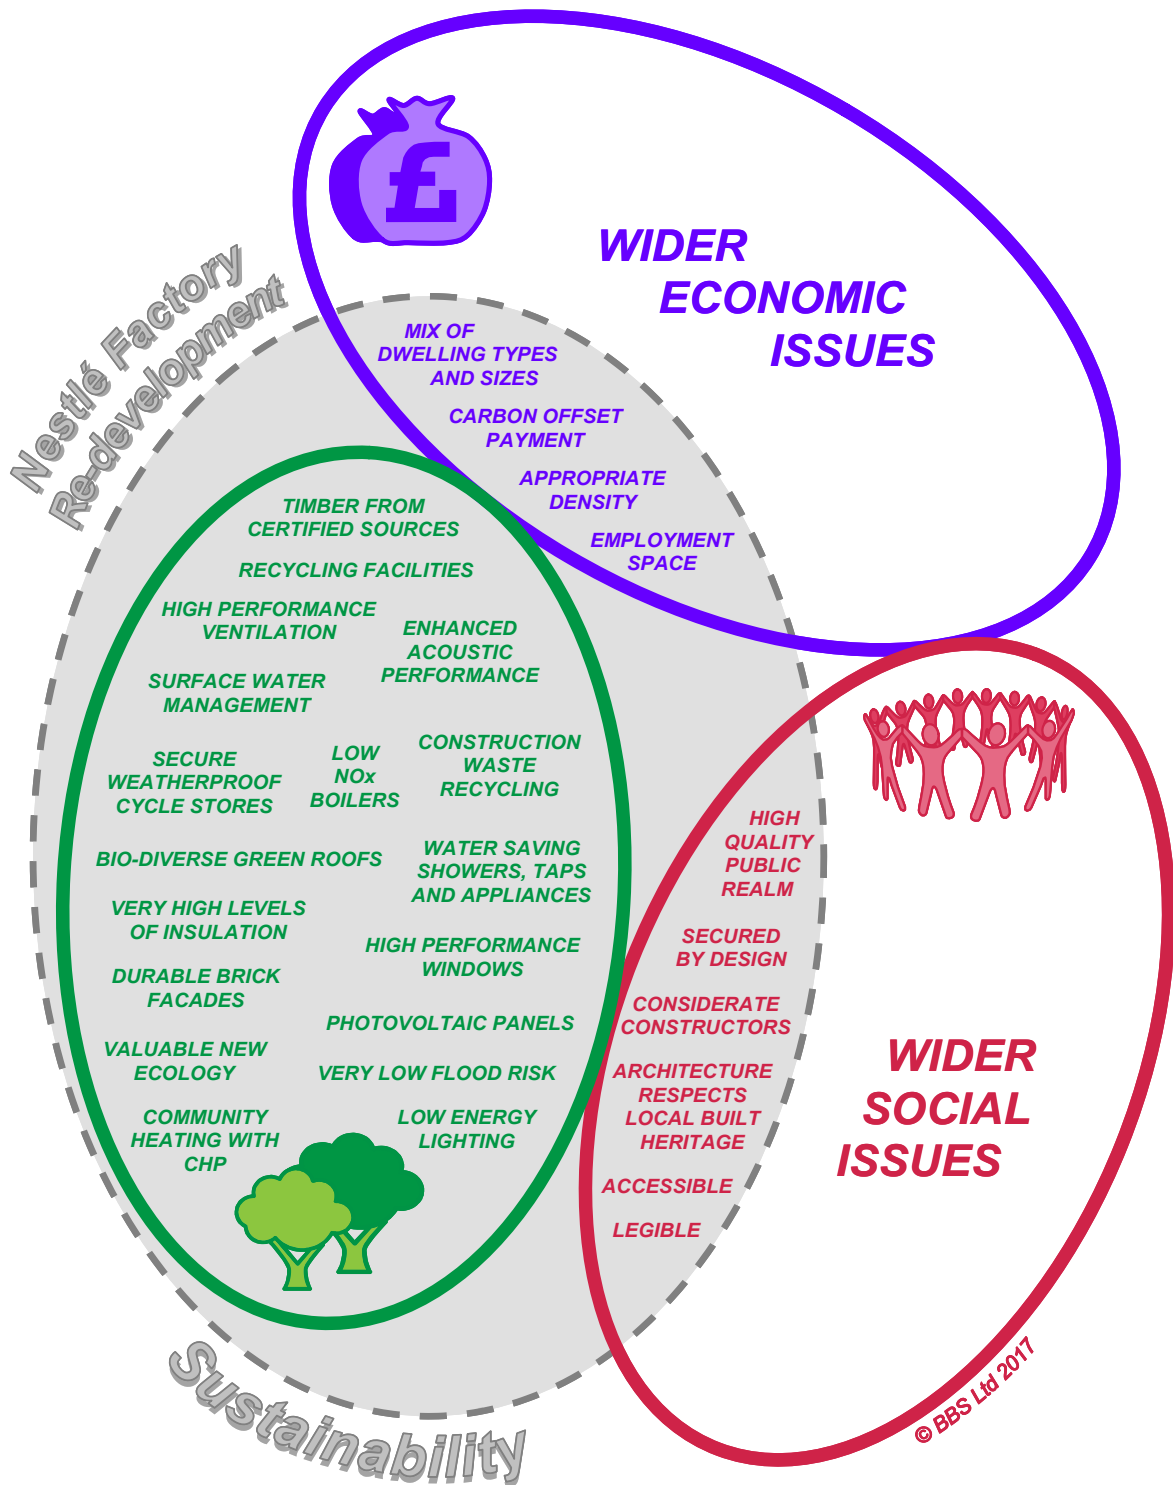 £
WIDER
ECONOMIC
ISSUES
Nestlé Factory
Re-development
MIX OF
DWELLING TYPES
AND SIZES
CARBON OFFSET
PAYMENT
APPROPRIATE
DENSITY
EMPLOYMENT
SPACE
TIMBER FROM
CERTIFIED SOURCES
RECYCLING FACILITIES
HIGH PERFORMANCE
VENTILATION
ENHANCED
ACOUSTIC
PERFORMANCE
SURFACE WATER
MANAGEMENT
SECURE
WEATHERPROOF
CYCLE STORES
LOW
NOx
BOILERS
CONSTRUCTION
WASTE
RECYCLING
BIO-DIVERSE GREEN ROOFS
WATER SAVING
SHOWERS, TAPS
AND APPLIANCES
VERY HIGH LEVELS
OF INSULATION
HIGH PERFORMANCE
WINDOWS
DURABLE BRICK
FACADES
PHOTOVOLTAIC PANELS
VALUABLE NEW
ECOLOGY
VERY LOW FLOOD RISK
COMMUNITY
HEATING WITH
CHP
LOW ENERGY
LIGHTING
HIGH
QUALITY
PUBLIC
REALM
SECURED
BY DESIGN
CONSIDERATE
CONSTRUCTORS
ARCHITECTURE
RESPECTS
LOCAL BUILT
HERITAGE
ACCESSIBLE
LEGIBLE
WIDER
SOCIAL
ISSUES
Sustainability
© BBS Ltd 2017